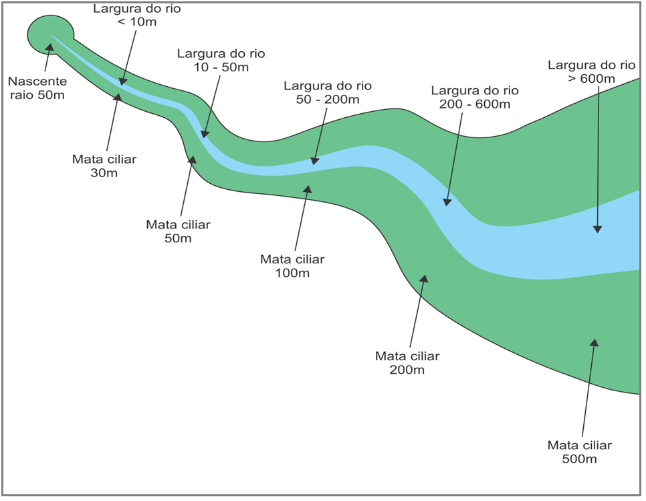 Largura do rio
< 10m
Largura do rio
10 - 50m
Largura do rio
50 - 200m
Largura do rio
200 - 600m
Largura do rio
> 600m
Nascente
raio 50m
Mata ciliar
30m
Mata ciliar
50m
Mata ciliar
100m
Mata ciliar
200m
Mata ciliar
500m